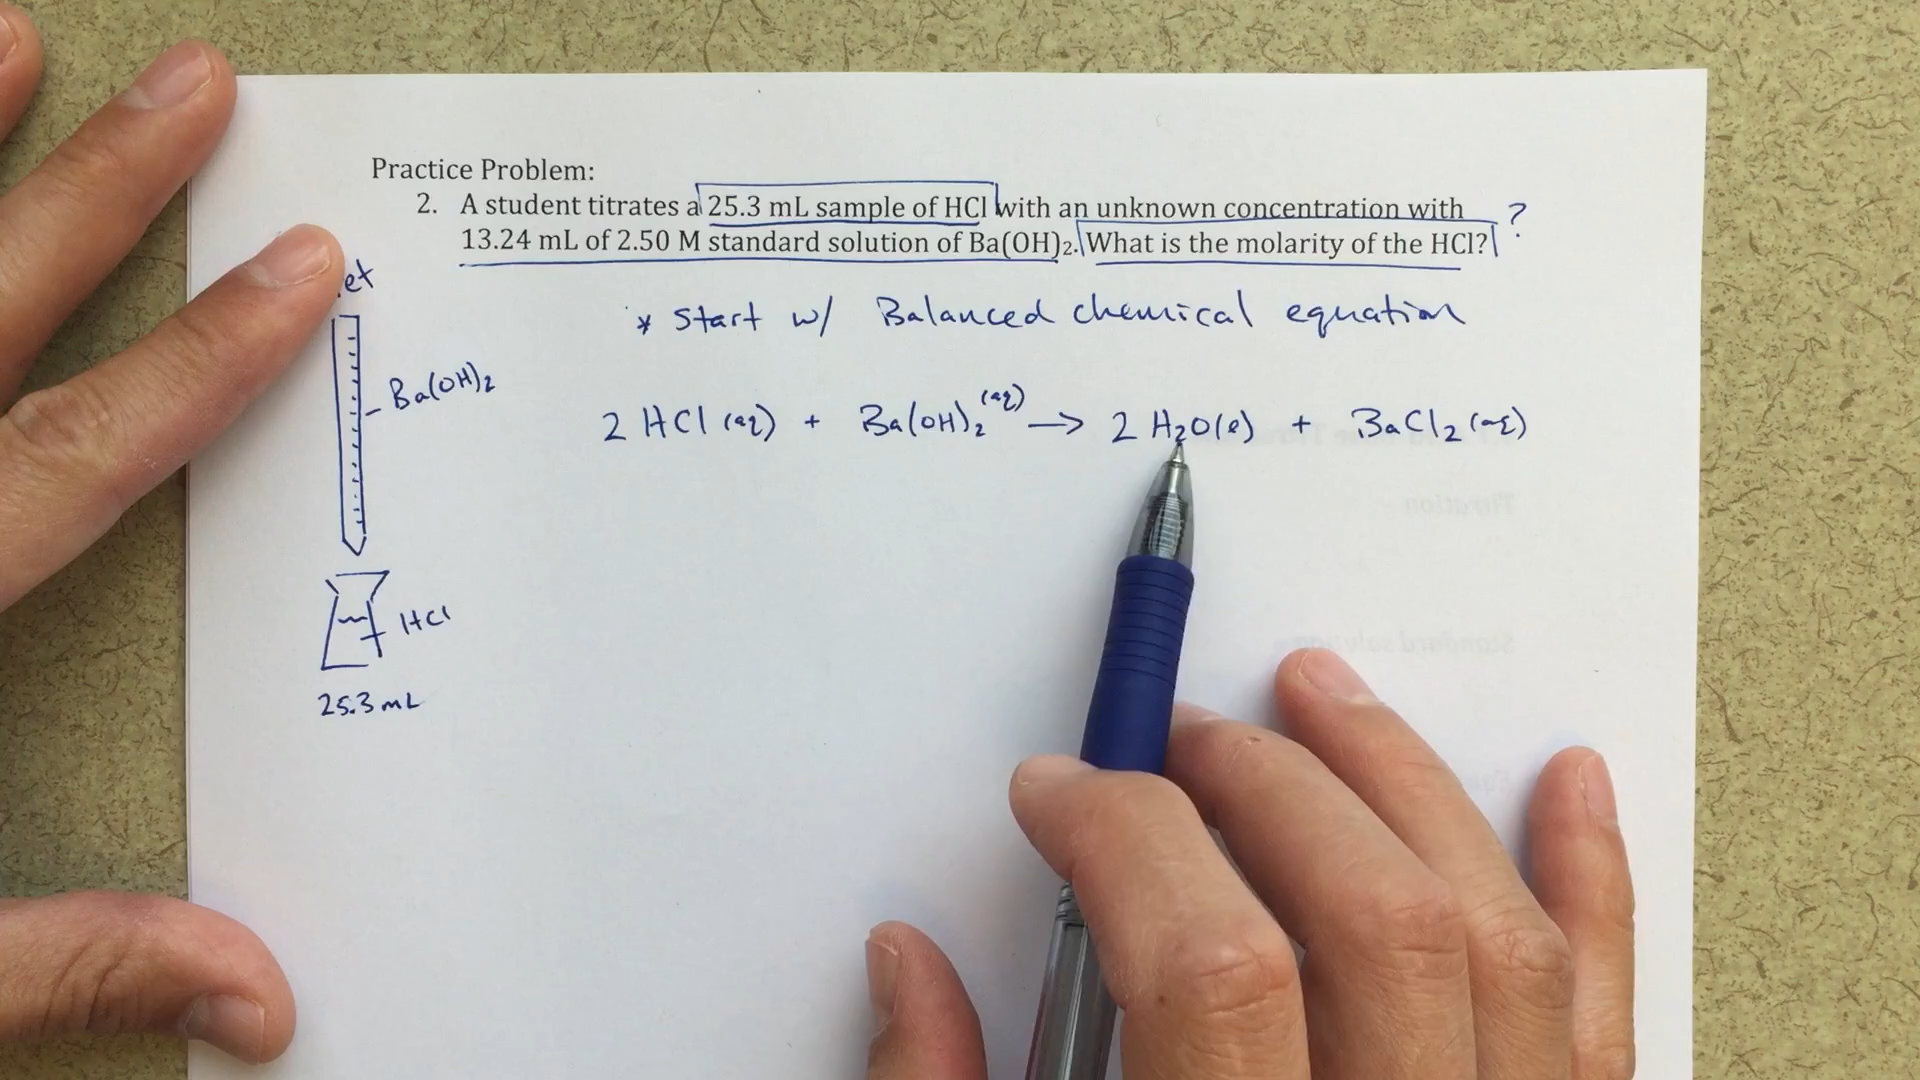 Practice Problem:
2. A student titrates a 25.3 mL sample of HCl with an unknown concentration with ?
13.24 mL of 2.50 M standard solution of Ba(OH)₂. What is the molarity of the HCl?
* Start w/ Balanced chemical equation
Ba(OH)₂
2 HCl (aq) + Ba(OH)₂ (aq) → 2 H₂O(l) + BaCl₂ (aq)
Titration
Standard solution
HCl
25.3 mL